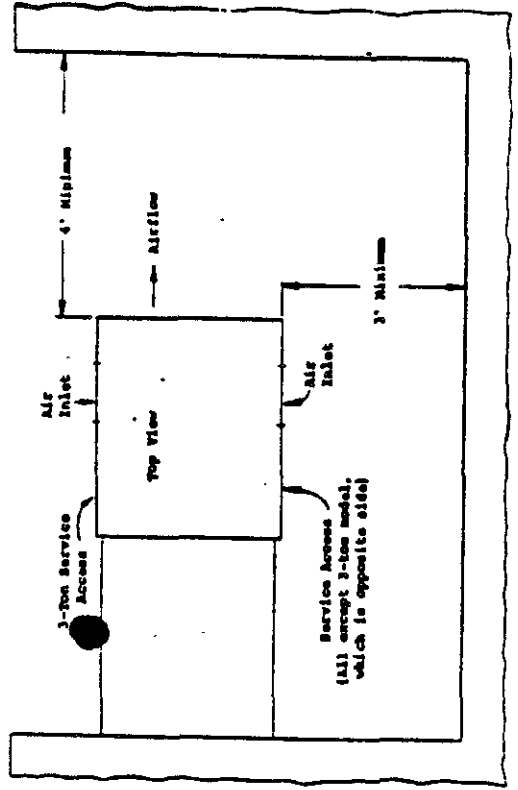 4' Minimum
Airflow
Air
Inlet
3-Ton Service
Access
Top View
Air
Inlet
3' Minimum
Service Access
(All except 3-ton model,
which is opposite side)